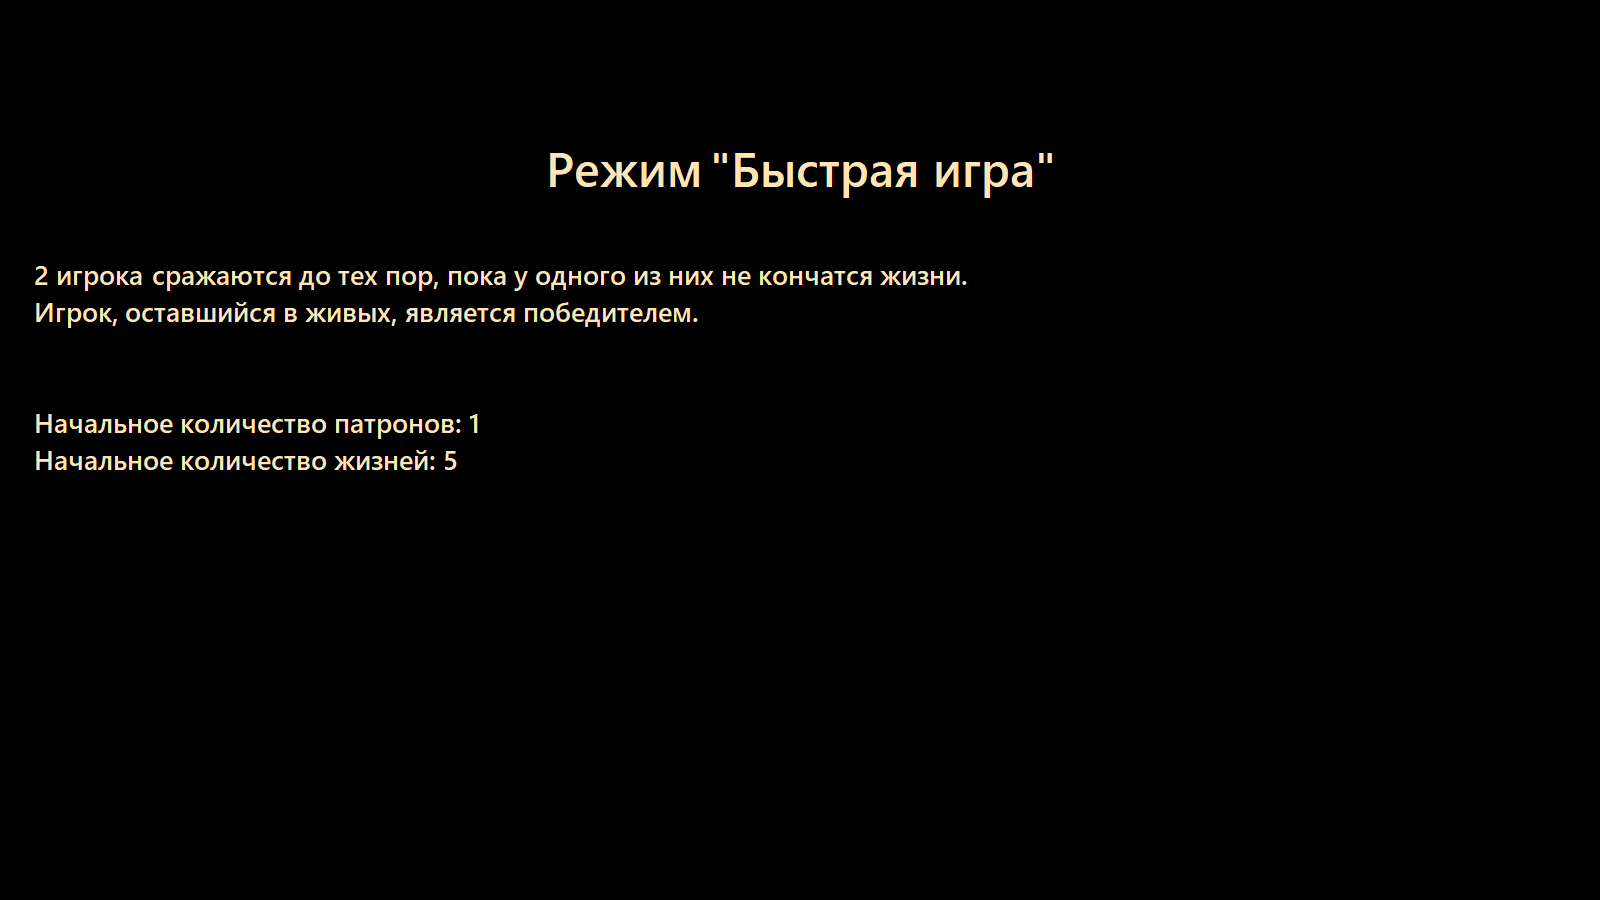 Режим "Быстрая игра"
2 игрока сражаются до тех пор, пока у одного из них не кончатся жизни.
Игрок, оставшийся в живых, является победителем.
Начальное количество патронов: 1
Начальное количество жизней: 5